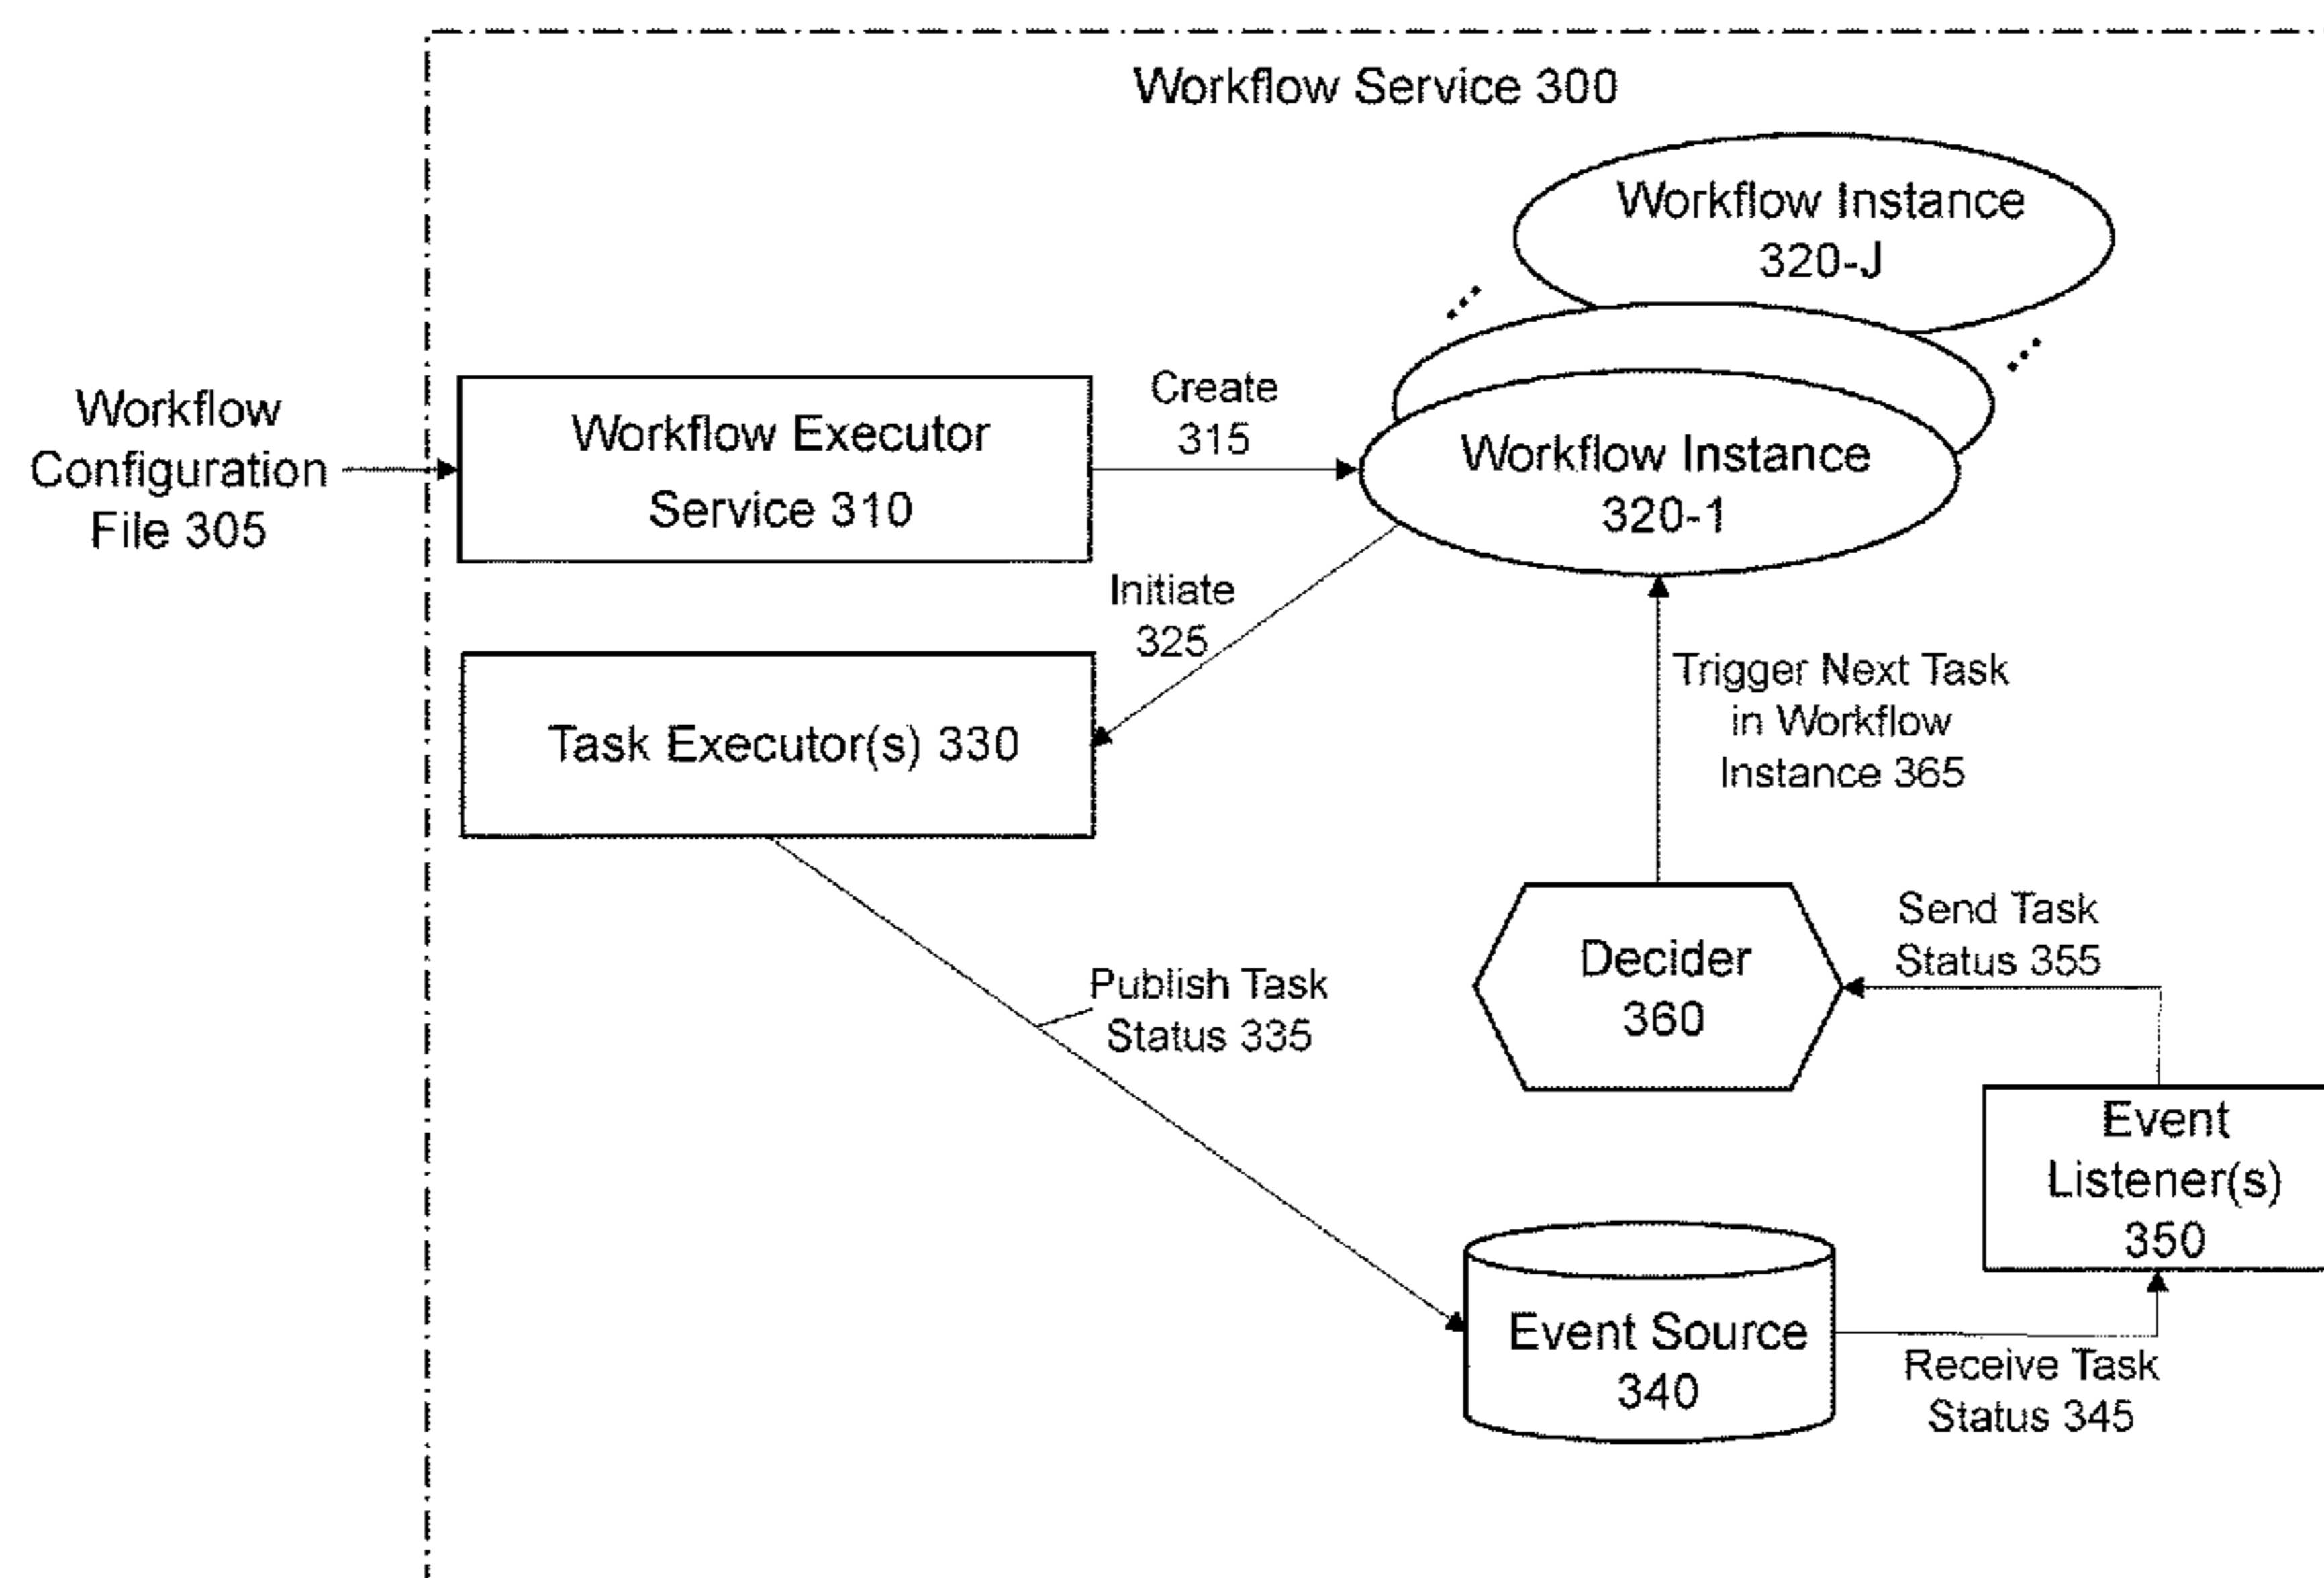 Workflow Service 300
Workflow Instance
320-J
Workflow
Configuration
File 305
Workflow Executor
Service 310
Create
315
Workflow Instance
320-1
Initiate
325
Task Executor(s) 330
Trigger Next Task
in Workflow
Instance 365
Publish Task
Status 335
Decider
360
Send Task
Status 355
Event
Listener(s)
350
Event Source
340
Receive Task
Status 345